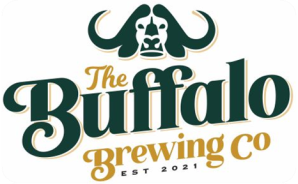 The
Buffalo
Brewing Co
EST 2021